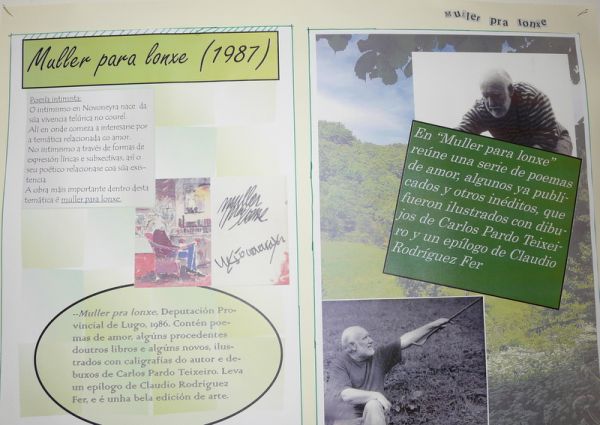 Muller para lonxe (1987)
Poesía intimista:
O intimismo en Novoneyra nace da
súa vivencia telúrica no courel.
Alí en onde comeza a interesarse por
a temática relacionada co amor.
No intimismo a través de formas de
expresión líricas e subxectivas, así o
seu poético relacionase coa súa exis-
tencia.
A obra máis importante dentro desta
temática é muller para lonxe.
muller
pra
lonxe
--Muller pra lonxe. Deputación Pro-
vincial de Lugo, 1986. Contén poe-
mas de amor, algúns procedentes
doutros libros e algúns novos, ilus-
trados con caligrafías do autor e de-
buxos de Carlos Pardo Teixeiro. Leva
un epílogo de Claudio Rodríguez
Fer, e é unha bela edición de arte.
Muller pra lonxe
En "Muller para lonxe"
reúne una serie de poemas
de amor, algunos ya publi-
cados y otros inéditos, que
fueron ilustrados con dibu-
jos de Carlos Pardo Teixei-
ro y un epílogo de Claudio
Rodríguez Fer